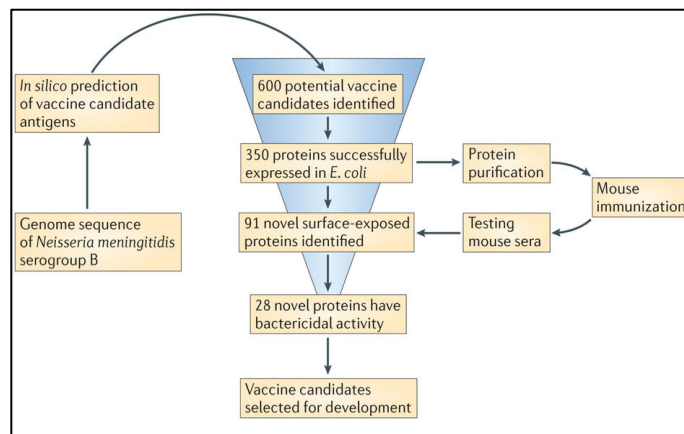 In silico prediction
of vaccine candidate
antigens
Genome sequence
of Neisseria meningitidis
serogroup B
600 potential vaccine
candidates identified
350 proteins successfully
expressed in E. coli
Protein
purification
Mouse
immunization
Testing
mouse sera
91 novel surface-exposed
proteins identified
28 novel proteins have
bactericidal activity
Vaccine candidates
selected for development